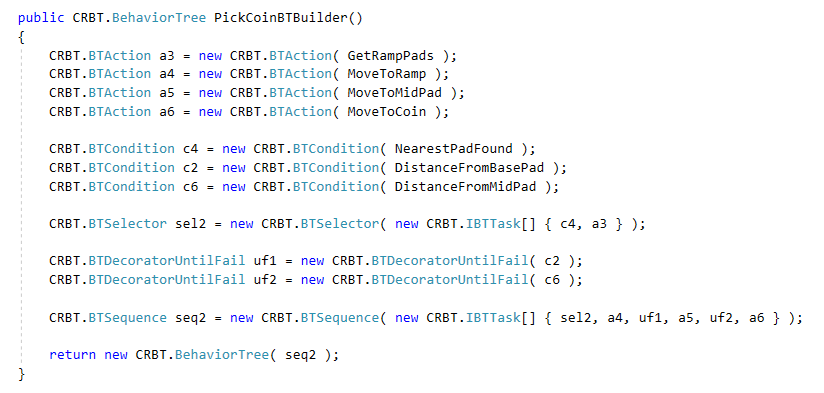 public CRBT.BehaviorTree PickCoinBTBuilder()
{
    CRBT.BTAction a3 = new CRBT.BTAction( GetRampPads );
    CRBT.BTAction a4 = new CRBT.BTAction( MoveToRamp );
    CRBT.BTAction a5 = new CRBT.BTAction( MoveToMidPad );
    CRBT.BTAction a6 = new CRBT.BTAction( MoveToCoin );

    CRBT.BTCondition c4 = new CRBT.BTCondition( NearestPadFound );
    CRBT.BTCondition c2 = new CRBT.BTCondition( DistanceFromBasePad );
    CRBT.BTCondition c6 = new CRBT.BTCondition( DistanceFromMidPad );

    CRBT.BTSelector sel2 = new CRBT.BTSelector( new CRBT.IBTTask[] { c4, a3 } );

    CRBT.BTDecoratorUntilFail uf1 = new CRBT.BTDecoratorUntilFail( c2 );
    CRBT.BTDecoratorUntilFail uf2 = new CRBT.BTDecoratorUntilFail( c6 );

    CRBT.BTSequence seq2 = new CRBT.BTSequence( new CRBT.IBTTask[] { sel2, a4, uf1, a5, uf2, a6 } );

    return new CRBT.BehaviorTree( seq2 );
}